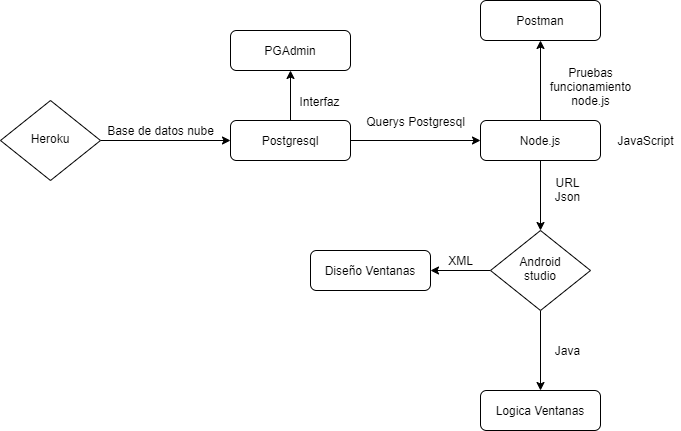 Postman
PGAdmin
Pruebas
funcionamiento
node.js
Interfaz
Querys Postgresql
Base de datos nube
Heroku
Postgresql
Node.js
JavaScript
URL
Json
Android
studio
XML
Diseño Ventanas
Java
Logica Ventanas